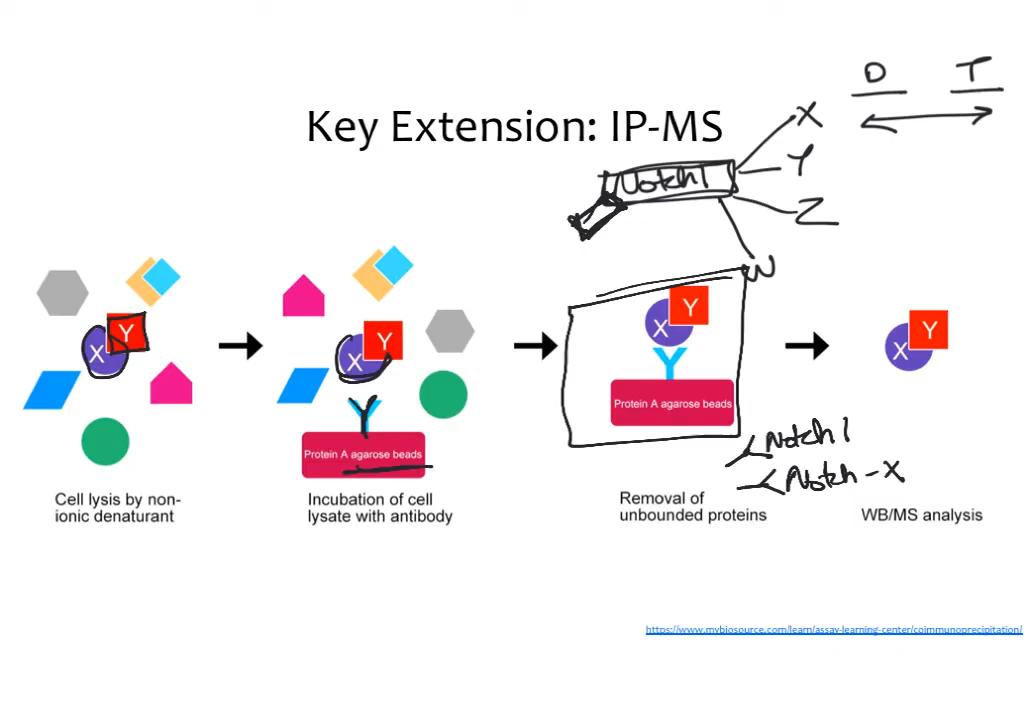 D T
Key Extension: IP-MS
X
Notch1
Y
Z
W
X Y
X Y
X Y
X Y
Protein A agarose beads
Protein A agarose beads
Notch1
Notch-X
Cell lysis by non-
ionic denaturant
Incubation of cell
lysate with antibody
Removal of
unbounded proteins
WB/MS analysis
https://www.mybiosource.com/learn/assay-learning-center/coimmunoprecipitation/